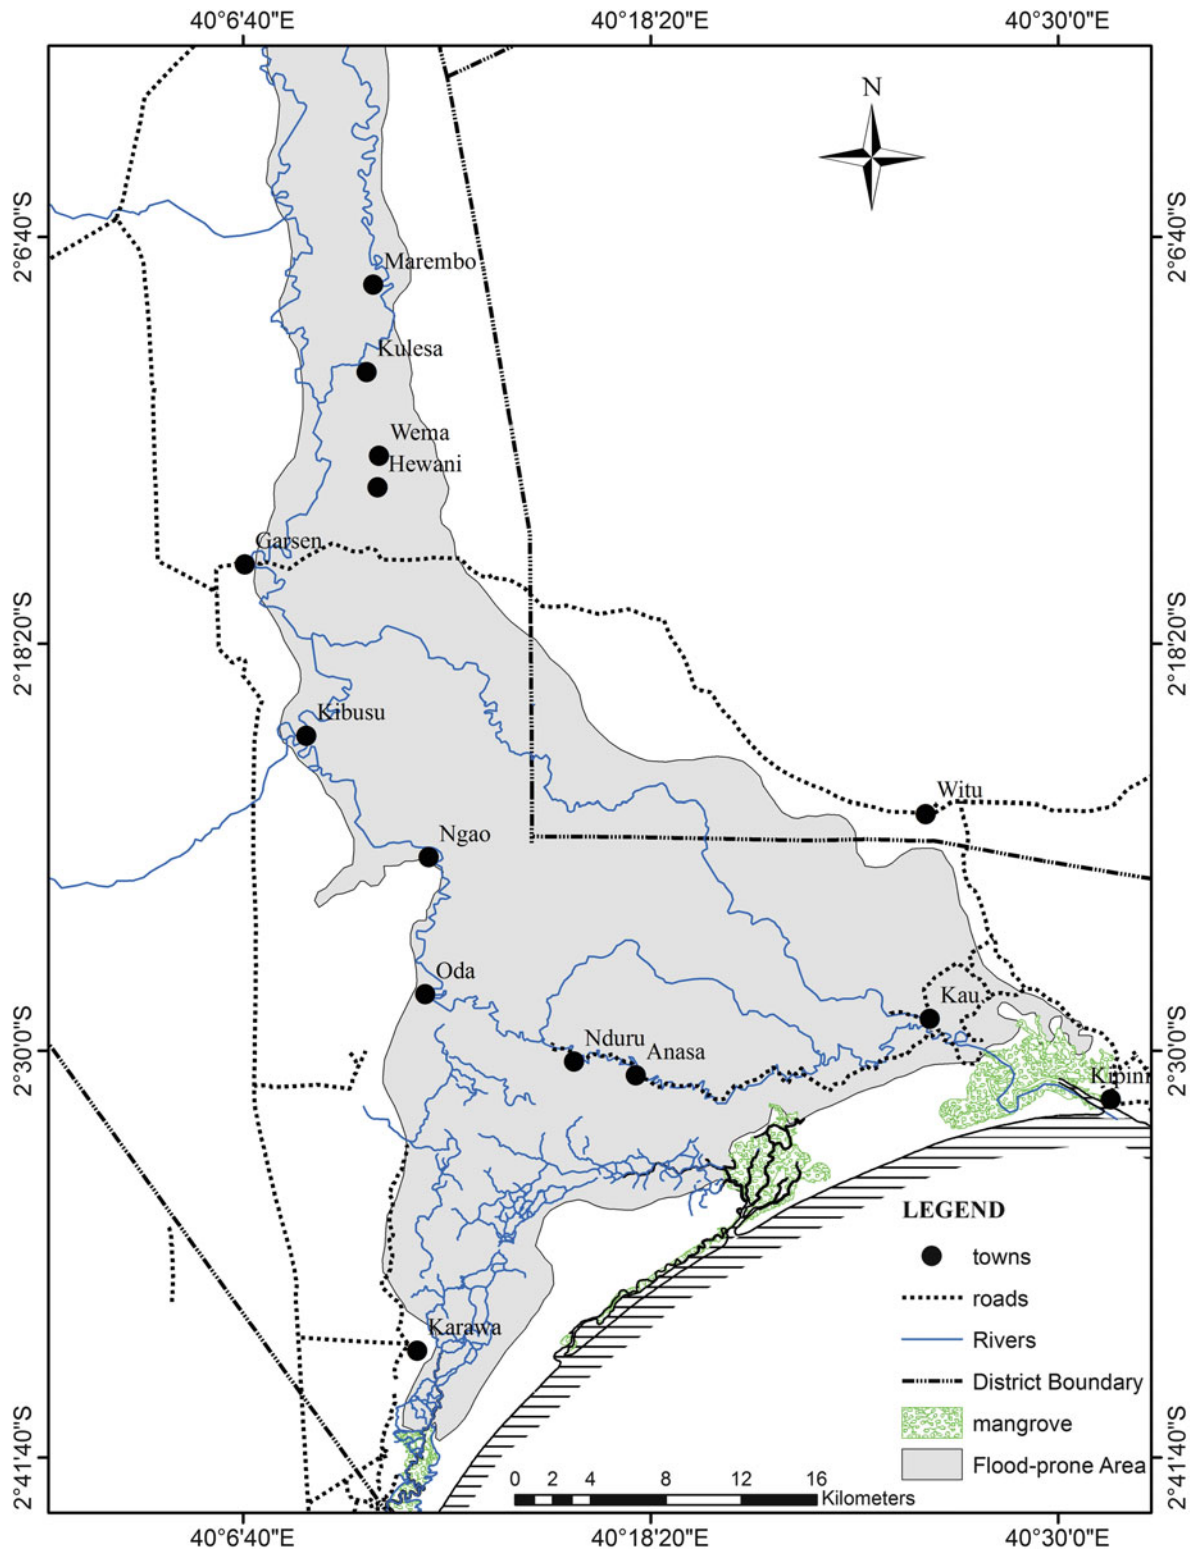 40°6'40"E 40°18'20"E 40°30'0"E
N
2°6'40"S 2°6'40"S
Marembo
Kulesa
Wema
Hewani
Garsen
2°18'20"S 2°18'20"S
Kibusu
Witu
Ngao
Oda
Kau
Nduru
Anasa
2°30'0"S 2°30'0"S
Kipini
LEGEND
towns
roads
Rivers
District Boundary
mangrove
Flood-prone Area
Karawa
2°41'40"S 2°41'40"S
0 2 4 8 12 16
Kilometers
40°6'40"E 40°18'20"E 40°30'0"E